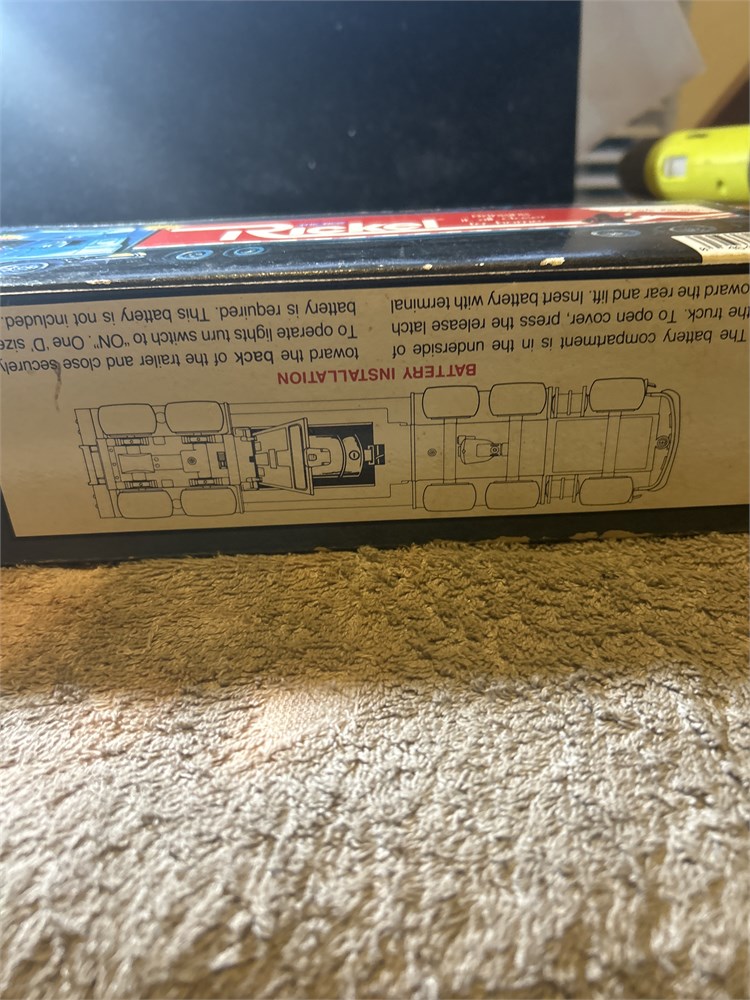 Rickel
BATTERY INSTALLATION
The battery compartment is in the underside of
the truck. To open cover, press the release latch
oward the rear and lift. Insert battery with terminal
toward the back of the trailer and close securely
To operate lights turn switch to "ON". One 'D' size
battery is required. This battery is not included.